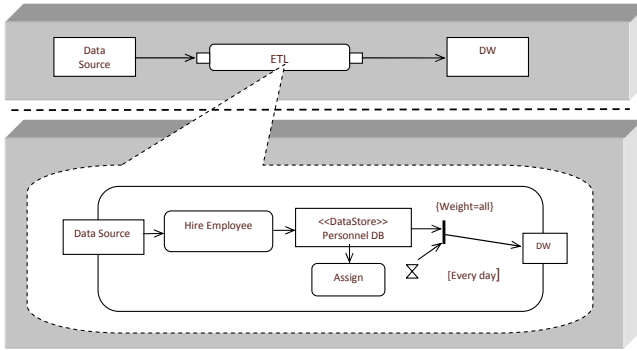 Data
Source
ETL
DW
{Weight=all}
Data Source
Hire Employee
<<DataStore>>
Personnel DB
DW
Assign
[Every day]